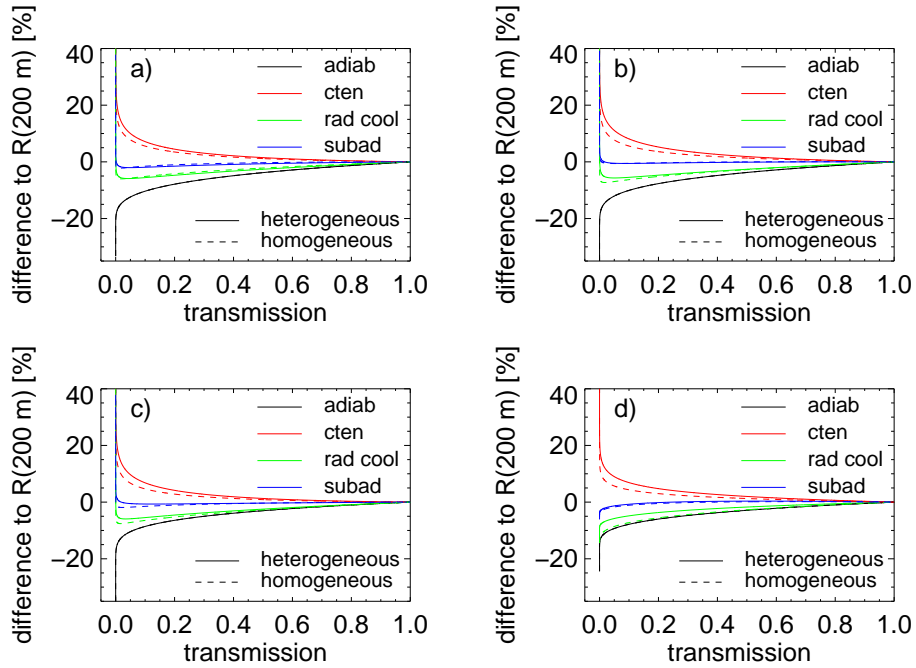 difference to R(200 m) [%]
40
20
0
−20
a)
adiab
cten
rad cool
subad
heterogeneous
homogeneous
0.0 0.2 0.4 0.6 0.8 1.0
transmission
difference to R(200 m) [%]
40
20
0
−20
b)
adiab
cten
rad cool
subad
heterogeneous
homogeneous
0.0 0.2 0.4 0.6 0.8 1.0
transmission
difference to R(200 m) [%]
40
20
0
−20
c)
adiab
cten
rad cool
subad
heterogeneous
homogeneous
0.0 0.2 0.4 0.6 0.8 1.0
transmission
difference to R(200 m) [%]
40
20
0
−20
d)
adiab
cten
rad cool
subad
heterogeneous
homogeneous
0.0 0.2 0.4 0.6 0.8 1.0
transmission